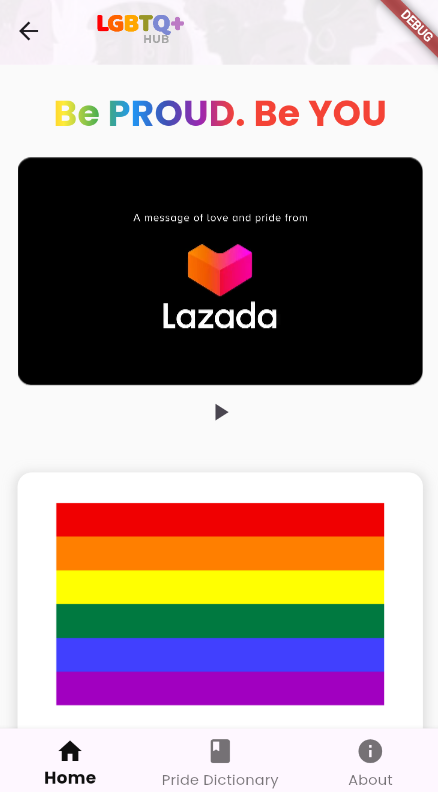 LGBTQ+
HUB
DEBUG
Be PROUD. Be YOU
A message of love and pride from
Lazada
Home
Pride Dictionary
About